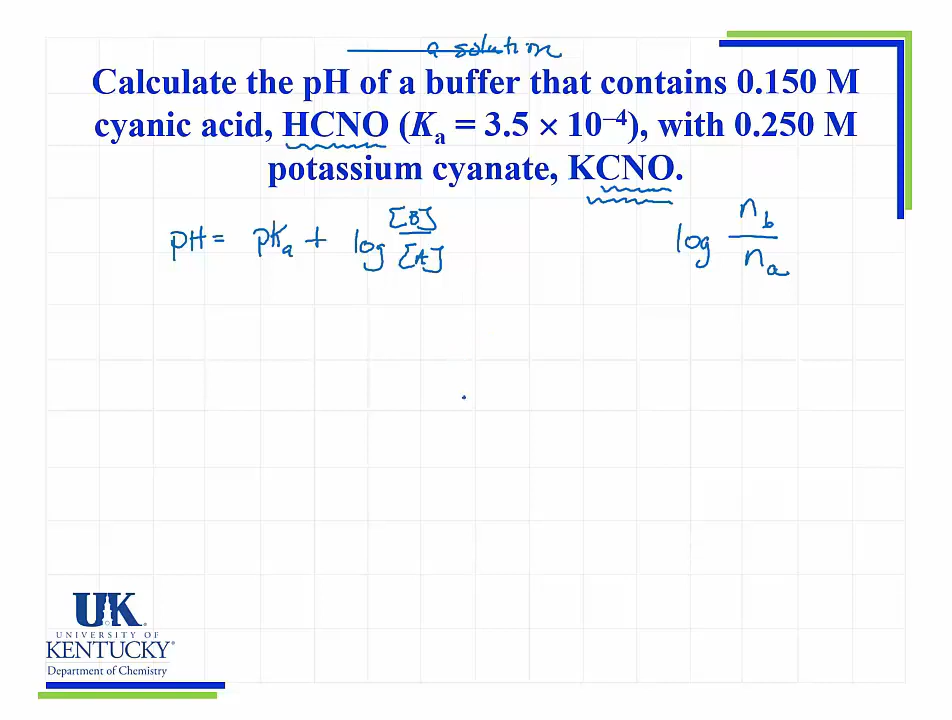 a solution
Calculate the pH of a buffer that contains 0.150 M
cyanic acid, HCNO (Ka = 3.5 × 10⁻⁴), with 0.250 M
potassium cyanate, KCNO.
pH = pKa + log [B]/[A]
log nb/na
UK
UNIVERSITY OF
KENTUCKY®
Department of Chemistry